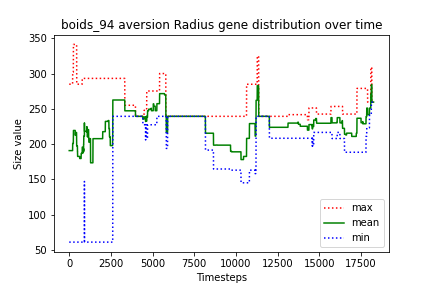 boids_94 aversion Radius gene distribution over time
350
300
250
200
150
100
50
Size value
max
mean
min
0 2500 5000 7500 10000 12500 15000 17500
Timesteps